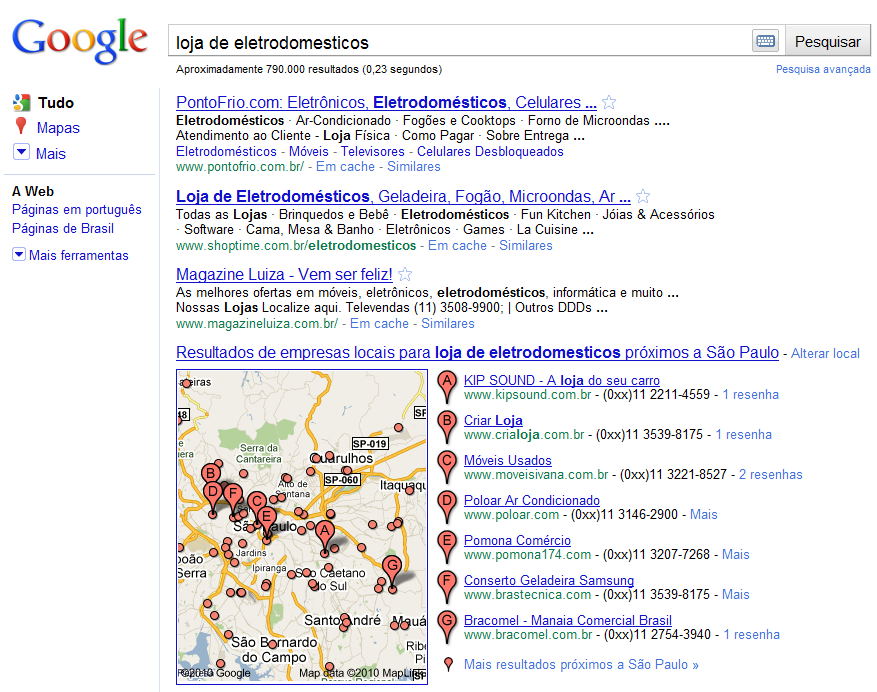 Google
loja de eletrodomesticos
Pesquisar
Aproximadamente 790.000 resultados (0,23 segundos)
Pesquisa avançada
Tudo
Mapas
Mais
A Web
Páginas em português
Páginas de Brasil
Mais ferramentas
PontoFrio.com: Eletrônicos, Eletrodomésticos, Celulares ...
Eletrodomésticos · Ar-Condicionado · Fogões e Cooktops · Forno de Microondas ....
Atendimento ao Cliente - Loja Física · Como Pagar · Sobre Entrega ...
Eletrodomésticos - Móveis - Televisores - Celulares Desbloqueados
www.pontofrio.com.br/ - Em cache - Similares
Loja de Eletrodomésticos, Geladeira, Fogão, Microondas, Ar ...
Todas as Lojas · Brinquedos e Bebê · Eletrodomésticos · Fun Kitchen · Jóias & Acessórios
· Software · Cama, Mesa & Banho · Eletrônicos · Games · La Cuisine ...
www.shoptime.com.br/eletrodomesticos - Em cache - Similares
Magazine Luiza - Vem ser feliz!
As melhores ofertas em móveis, eletrônicos, eletrodomésticos, informática e muito ...
Nossas Lojas Localize aqui. Televendas (11) 3508-9900; | Outros DDDs ...
www.magazineluiza.com.br/ - Em cache - Similares
Resultados de empresas locais para loja de eletrodomesticos próximos a São Paulo - Alterar local
eiras
SP
Serra da
Cantareira
SP-019
Guarulhos
SP-060
Alto de
Santana
Itaquaqu
B
D
F
C
E
A
G
São Paulo
Jardins
Ipiranga
São Caetano
do Sul
Serra
Santo André
Mauá
São Bernardo
do Campo
Ribe
Pi
©2010 Google
Map data ©2010 MapLi
A
KIP SOUND - A loja do seu carro
www.kipsound.com.br - (0xx)11 2211-4559 - 1 resenha
B
Criar Loja
www.crialoja.com.br - (0xx)11 3539-8175 - 1 resenha
C
Móveis Usados
www.moveisivana.com.br - (0xx)11 3221-8527 - 2 resenhas
D
Poloar Ar Condicionado
www.poloar.com - (0xx)11 3146-2900 - Mais
E
Pomona Comércio
www.pomona174.com - (0xx)11 3207-7268 - Mais
F
Conserto Geladeira Samsung
www.brastecnica.com - (0xx)11 3539-8175 - Mais
G
Bracomel - Manaia Comercial Brasil
www.bracomel.com.br - (0xx)11 2754-3940 - 1 resenha
Mais resultados próximos a São Paulo »